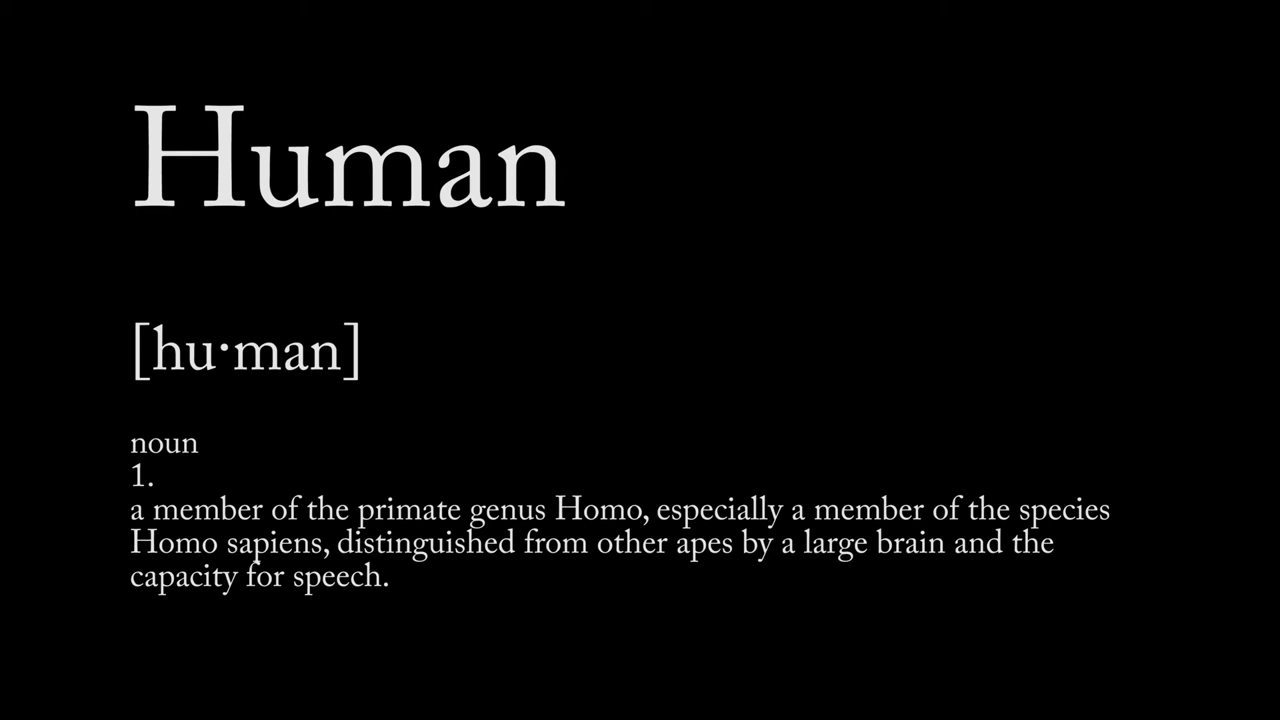 Human
[hu·man]
noun
1.
a member of the primate genus Homo, especially a member of the species
Homo sapiens, distinguished from other apes by a large brain and the
capacity for speech.